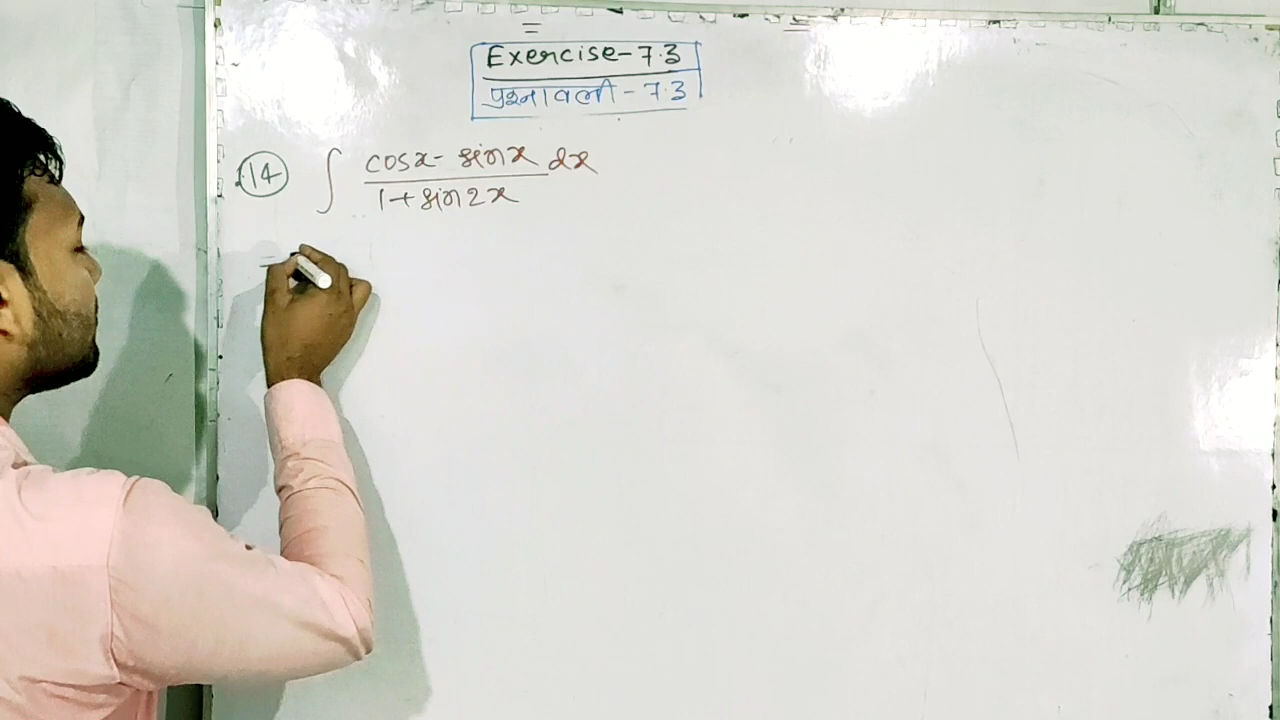 Exercise-7.3
प्रश्नावली-7.3
14 ∫ (cosx - sinx)/(1+sin2x) dx
=